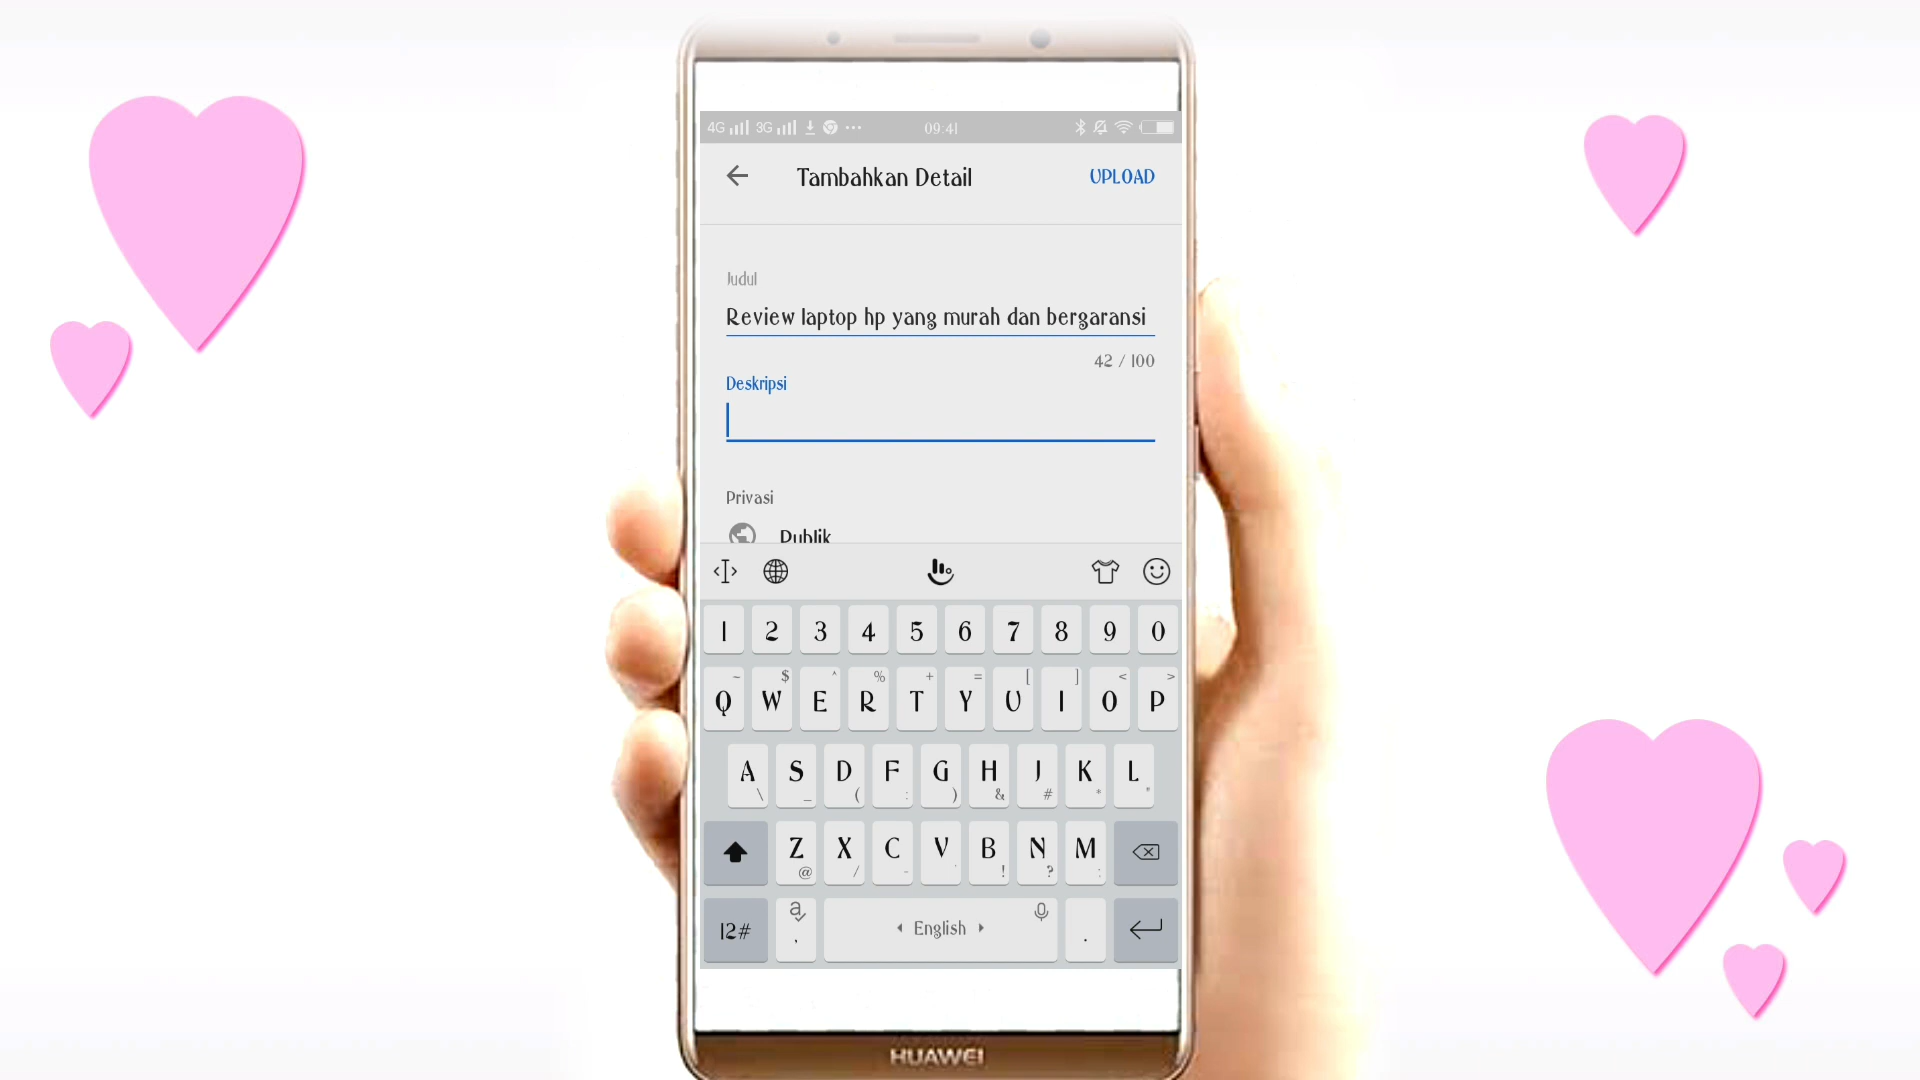 4G 3G 09:41
Tambahkan Detail UPLOAD
Judul
Review laptop hp yang murah dan bergaransi
42 / 100
Deskripsi
Privasi
Publik
1 2 3 4 5 6 7 8 9 0
~ $ ^ % + = [ ] < >
Q W E R T Y U I O P
A S D F G H J K L
\ _ ( : ) & # * "
Z X C V B N M
@ / - ! ? ;
12# a , English .
HUAWEI